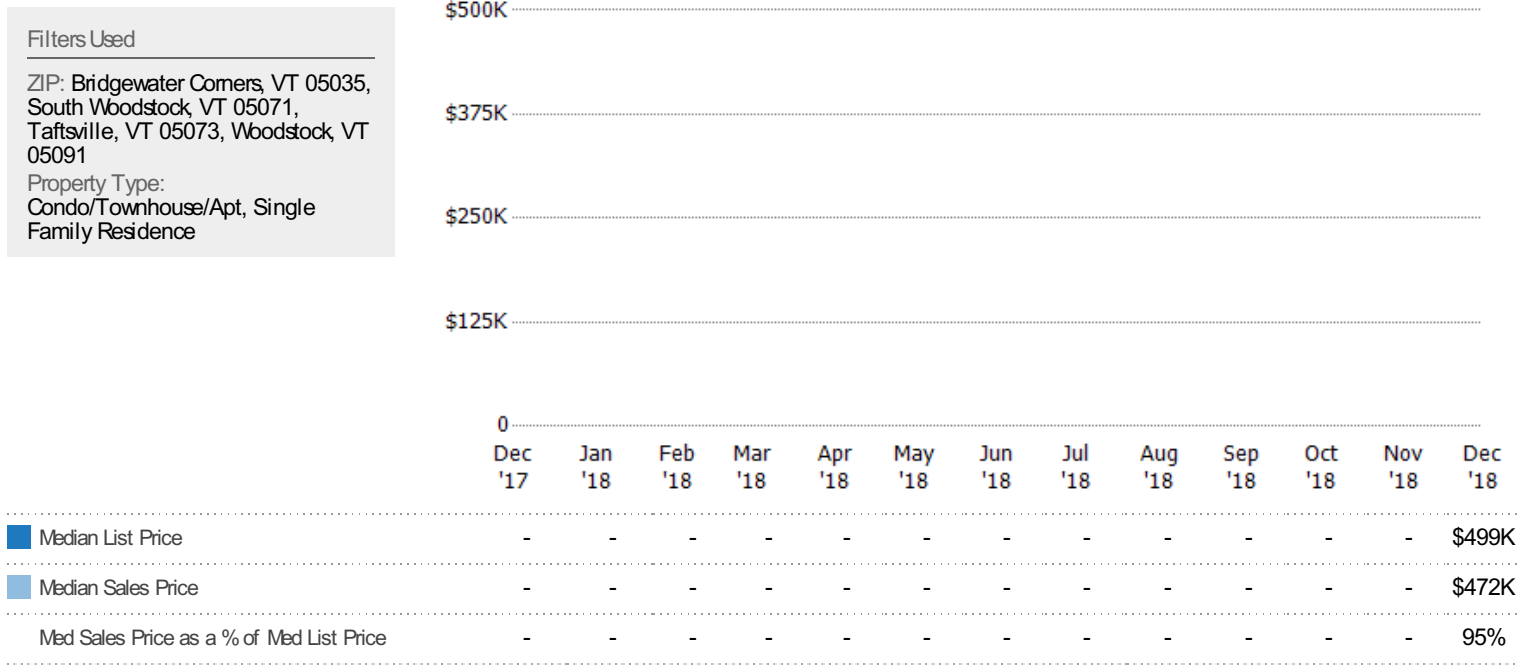 Filters Used
ZIP: Bridgewater Corners, VT 05035,
South Woodstock, VT 05071,
Taftsville, VT 05073, Woodstock, VT
05091
Property Type:
Condo/Townhouse/Apt, Single
Family Residence
$500K
$375K
$250K
$125K
0
Dec Jan Feb Mar Apr May Jun Jul Aug Sep Oct Nov Dec
'17 '18 '18 '18 '18 '18 '18 '18 '18 '18 '18 '18 '18
Median List Price - - - - - - - - - - - - $499K
Median Sales Price - - - - - - - - - - - - $472K
Med Sales Price as a % of Med List Price - - - - - - - - - - - - 95%